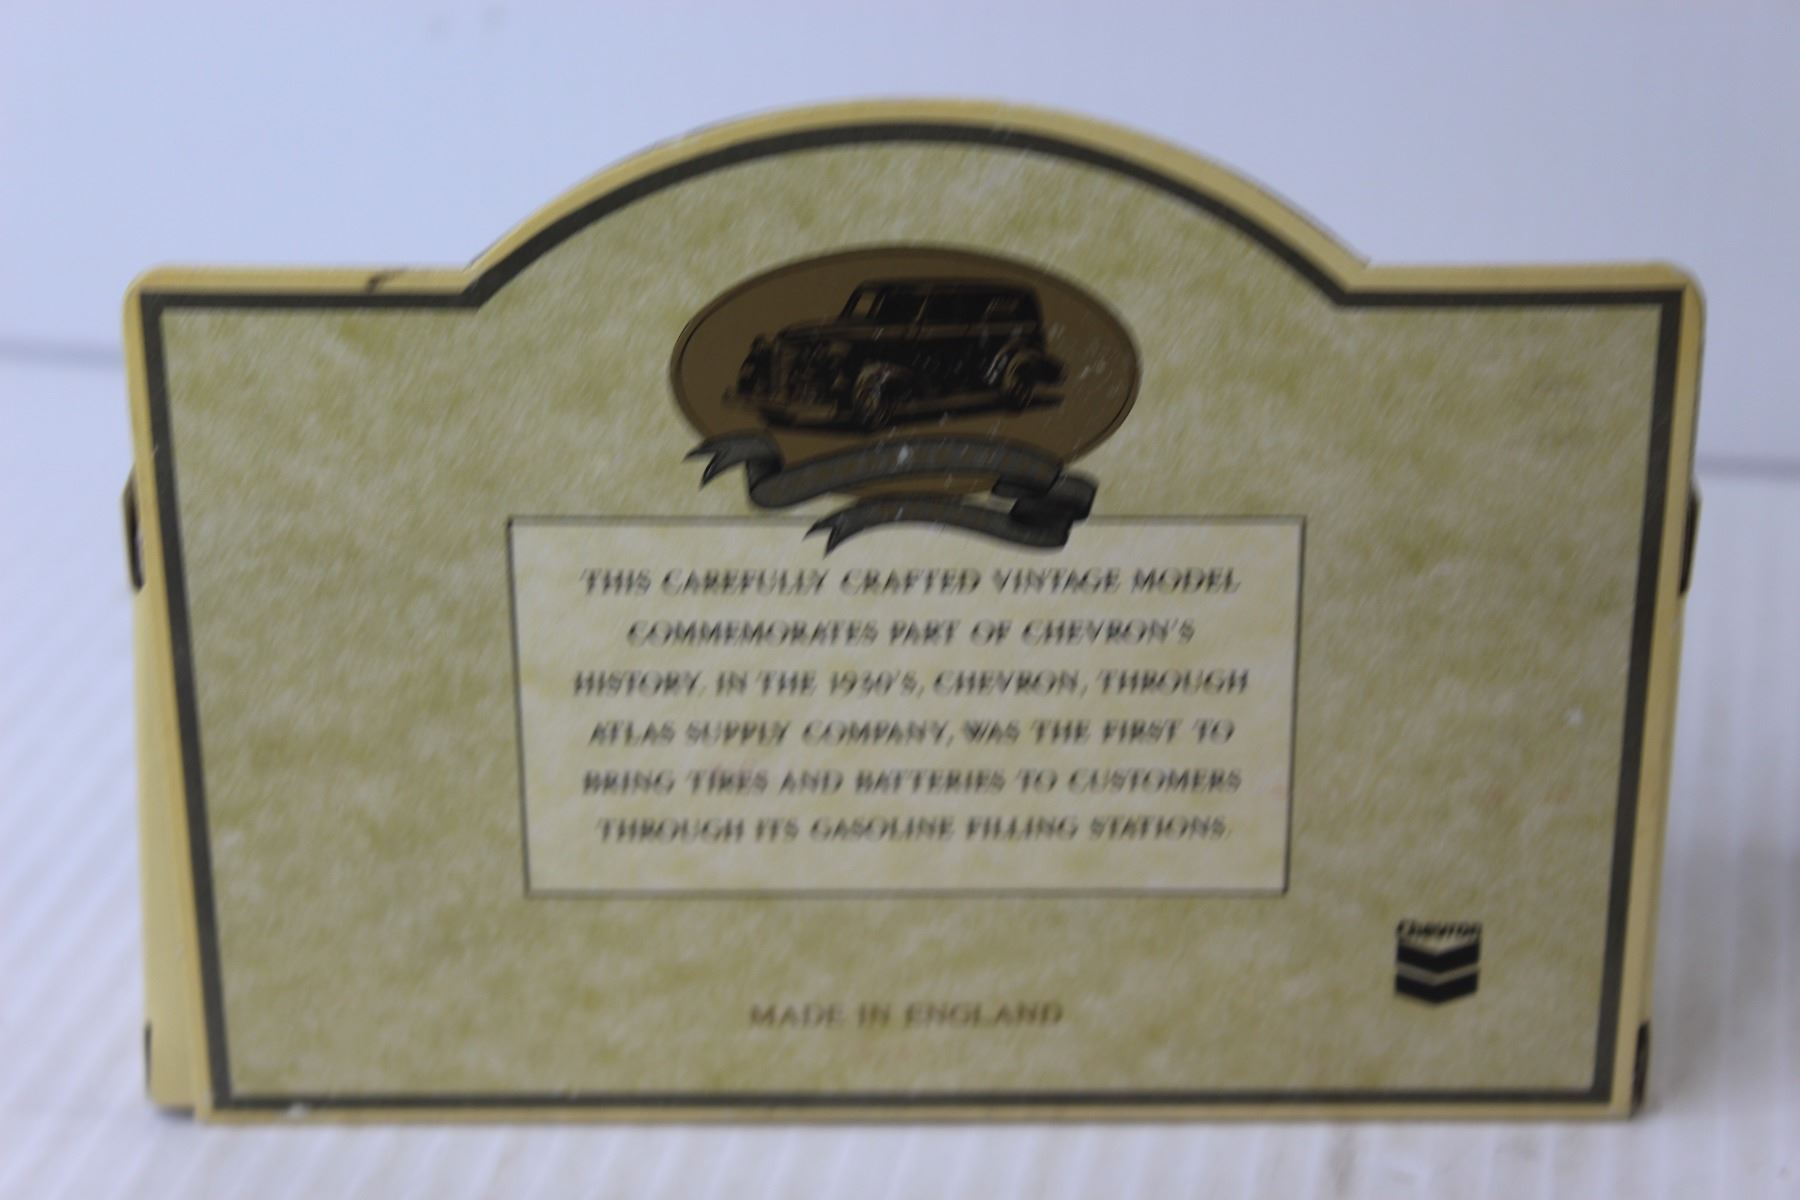 THIS CAREFULLY CRAFTED VINTAGE MODEL
COMMEMORATES PART OF CHEVRON'S
HISTORY. IN THE 1930'S, CHEVRON, THROUGH
ATLAS SUPPLY COMPANY, WAS THE FIRST TO
BRING TIRES AND BATTERIES TO CUSTOMERS
THROUGH ITS GASOLINE FILLING STATIONS.
Chevron
MADE IN ENGLAND